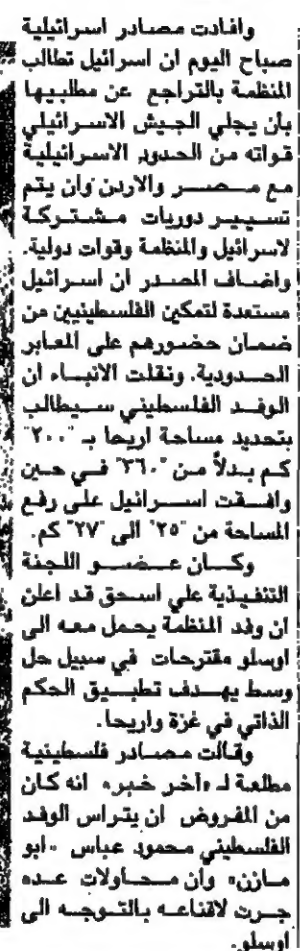 وافادت مصادر اسرائيلية
صباح اليوم ان اسرائيل تطالب
المنظمة بالتراجع عن مطلبيها
بأن يجلي الجيش الاسرائيلي
قواته من الحدود الاسرائيلية
مع مصر والاردن وان يتم
تسيير دوريات مشتركة
لاسرائيل والمنظمة وقوات دولية.
واضاف المصدر ان اسرائيل
مستعدة لتمكين الفلسطينيين من
ضمان حضورهم على المعابر
الحدودية. ونقلت الانباء ان
الوفد الفلسطيني سيطالب
بتحديد مساحة اريحا بـ "٢٠٠"
كم بدلاً من "٣٦٠" في حين
وافقت اسرائيل على رفع
المساحة من "٢٥" الى "٢٧" كم.
وكان عضو اللجنة
التنفيذية علي اسحق قد اعلن
ان وفد المنظمة يحمل معه الى
اوسلو مقترحات في سبيل حل
وسط يهدف تطبيق الحكم
الذاتي في غزة واريحا.
وقالت مصادر فلسطينية
مطلعة لـ «آخر خبر» انه كان
من المفروض ان يتراس الوفد
الفلسطيني محمود عباس «ابو
مازن» وان محاولات عده
جرت لاقناعه بالتوجه الى
اوسلو.